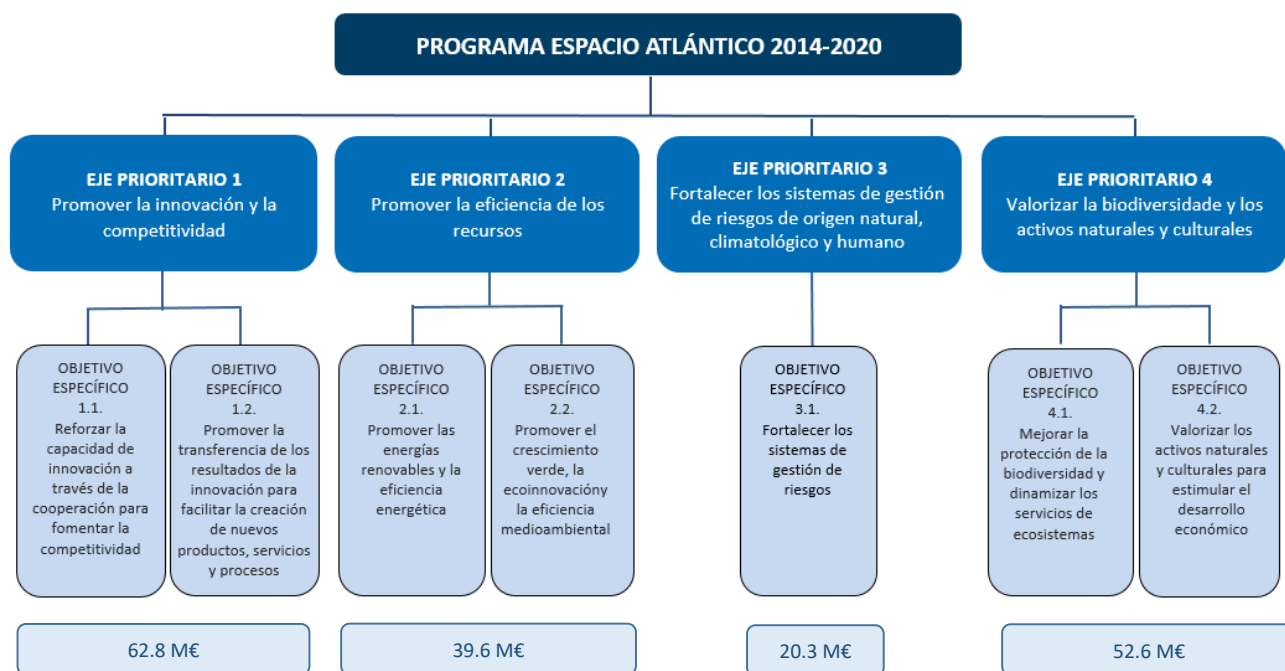 PROGRAMA ESPACIO ATLÁNTICO 2014-2020
EJE PRIORITARIO 1
Promover la innovación y la
competitividad
EJE PRIORITARIO 2
Promover la eficiencia de los
recursos
EJE PRIORITARIO 3
Fortalecer los sistemas de gestión
de riesgos de origen natural,
climatológico y humano
EJE PRIORITARIO 4
Valorizar la biodiversidade y los
activos naturales y culturales
OBJETIVO
ESPECÍFICO
1.1.
Reforzar la
capacidad de
innovación a
través de la
cooperación para
fomentar la
competitividad
OBJETIVO
ESPECÍFICO
1.2.
Promover la
transferencia de los
resultados de la
innovación para
facilitar la creación
de nuevos
productos, servicios
y procesos
OBJETIVO
ESPECÍFICO
2.1.
Promover las
energías
renovables y la
eficiencia
energética
OBJETIVO
ESPECÍFICO
2.2.
Promover el
crecimiento
verde, la
ecoinnovacióny
la eficiencia
medioambiental
OBJETIVO
ESPECÍFICO
3.1.
Fortalecer los
sistemas de
gestión de
riesgos
OBJETIVO
ESPECÍFICO
4.1.
Mejorar la
protección de la
biodiversidad y
dinamizar los
servicios de
ecosistemas
OBJETIVO
ESPECÍFICO
4.2.
Valorizar los
activos naturales
y culturales para
estimular el
desarrollo
económico
62.8 M€
39.6 M€
20.3 M€
52.6 M€